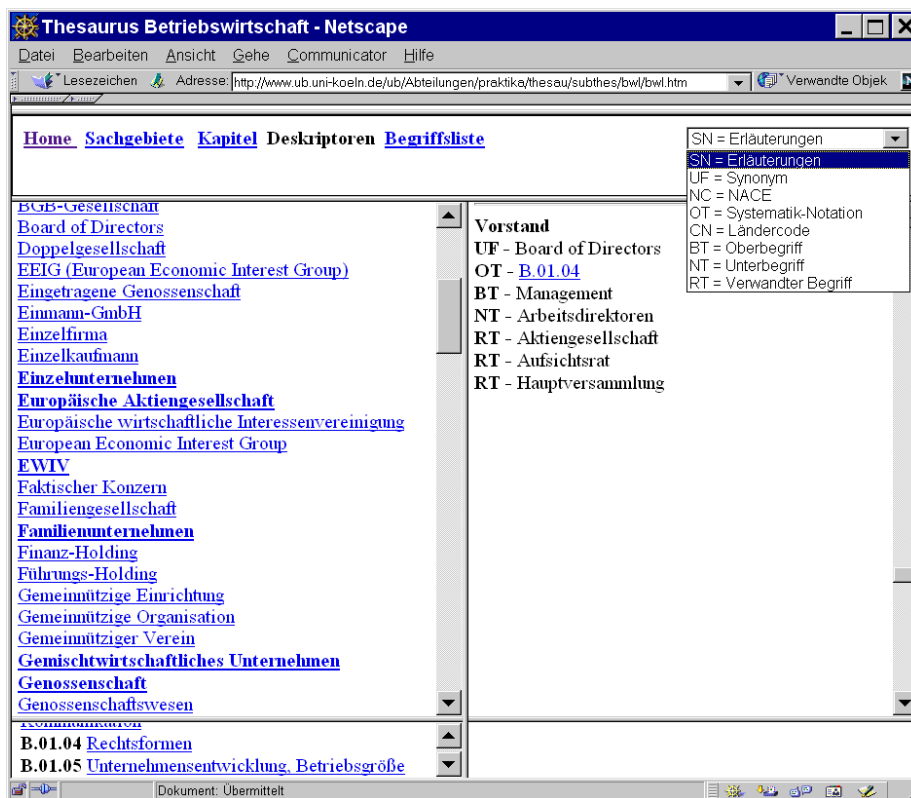 Thesaurus Betriebswirtschaft - Netscape
Datei Bearbeiten Ansicht Gehe Communicator Hilfe
Lesezeichen Adresse: http://www.ub.uni-koeln.de/ub/Abteilungen/praktika/thesau/subthes/bwl/bwl.htm Verwandte Objek
Home Sachgebiete Kapitel Deskriptoren Begriffsliste
SN = Erläuterungen
SN = Erläuterungen
UF = Synonym
NC = NACE
OT = Systematik-Notation
CN = Ländercode
BT = Oberbegriff
NT = Unterbegriff
RT = Verwandter Begriff
BGB-Gesellschaft
Board of Directors
Doppelgesellschaft
EEIG (European Economic Interest Group)
Eingetragene Genossenschaft
Einmann-GmbH
Einzelfirma
Einzelkaufmann
Einzelunternehmen
Europäische Aktiengesellschaft
Europäische wirtschaftliche Interessenvereinigung
European Economic Interest Group
EWIV
Faktischer Konzern
Familiengesellschaft
Familienunternehmen
Finanz-Holding
Führungs-Holding
Gemeinnützige Einrichtung
Gemeinnützige Organisation
Gemeinnütziger Verein
Gemischtwirtschaftliches Unternehmen
Genossenschaft
Genossenschaftswesen
Vorstand
UF - Board of Directors
OT - B.01.04
BT - Management
NT - Arbeitsdirektoren
RT - Aktiengesellschaft
RT - Aufsichtsrat
RT - Hauptversammlung
Kommunikation
B.01.04 Rechtsformen
B.01.05 Unternehmensentwicklung, Betriebsgröße
Dokument: Übermittelt